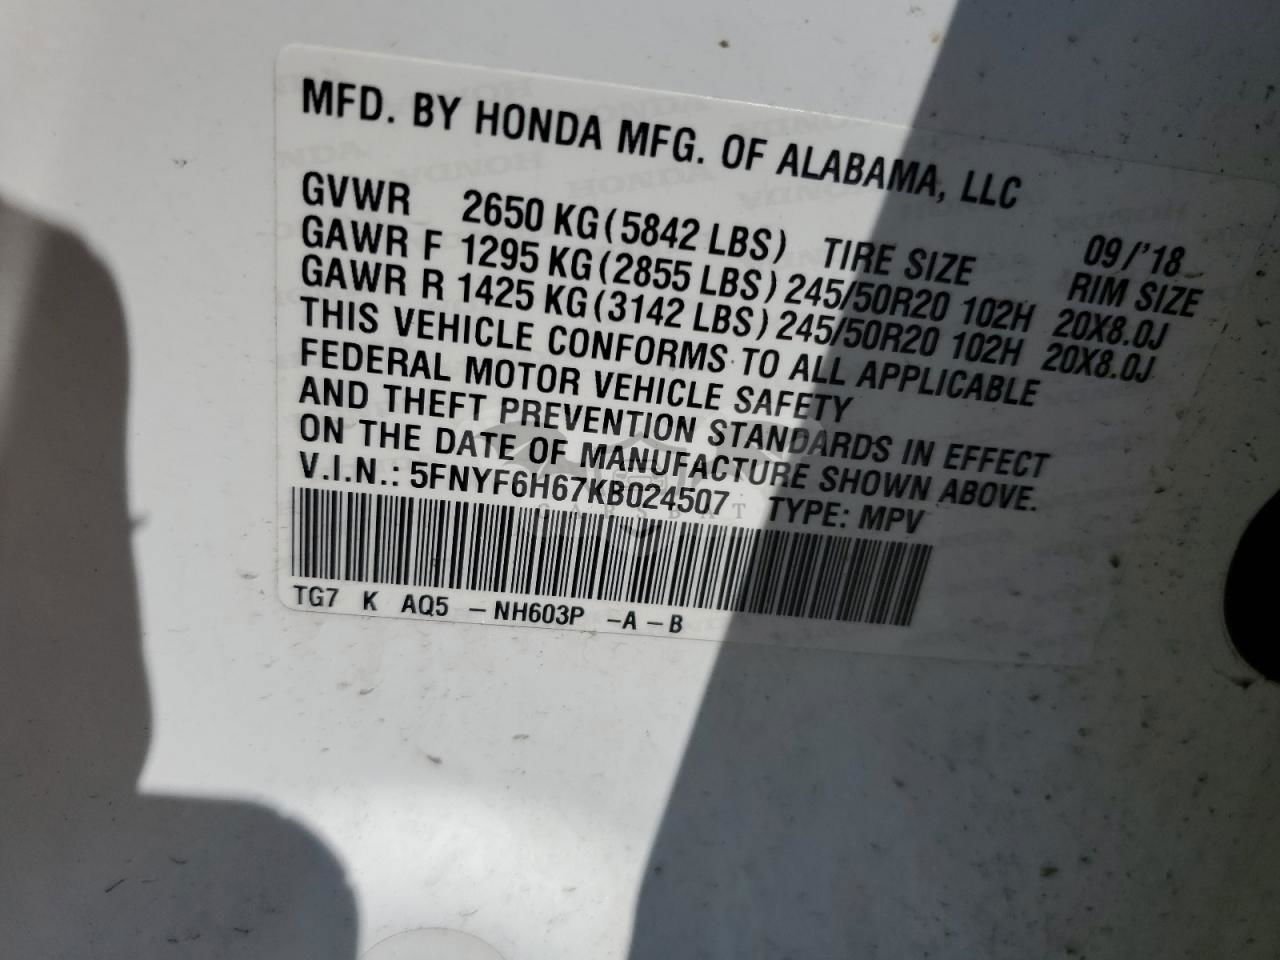 MFD. BY HONDA MFG. OF ALABAMA, LLC
09/'18
GVWR 2650 KG(5842 LBS) TIRE SIZE RIM SIZE
GAWR F 1295 KG(2855 LBS) 245/50R20 102H 20X8.0J
GAWR R 1425 KG(3142 LBS) 245/50R20 102H 20X8.0J
THIS VEHICLE CONFORMS TO ALL APPLICABLE
FEDERAL MOTOR VEHICLE SAFETY
AND THEFT PREVENTION STANDARDS IN EFFECT
ON THE DATE OF MANUFACTURE SHOWN ABOVE.
V.I.N.: 5FNYF6H67KB024507 TYPE: MPV
CARSBAT
TG7 K AQ5 -NH603P -A-B